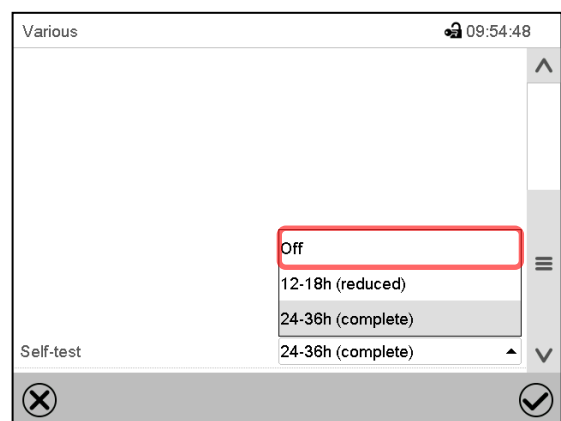 Various 09:54:48
Off
12-18h (reduced)
24-36h (complete)
Self-test 24-36h (complete)